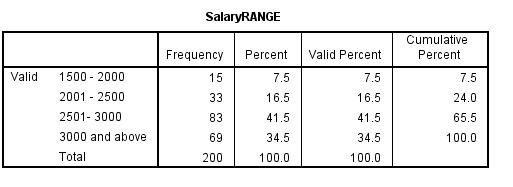 SalaryRANGE
Frequency Percent Valid Percent Cumulative Percent
Valid 1500 - 2000 15 7.5 7.5 7.5
2001 - 2500 33 16.5 16.5 24.0
2501- 3000 83 41.5 41.5 65.5
3000 and above 69 34.5 34.5 100.0
Total 200 100.0 100.0